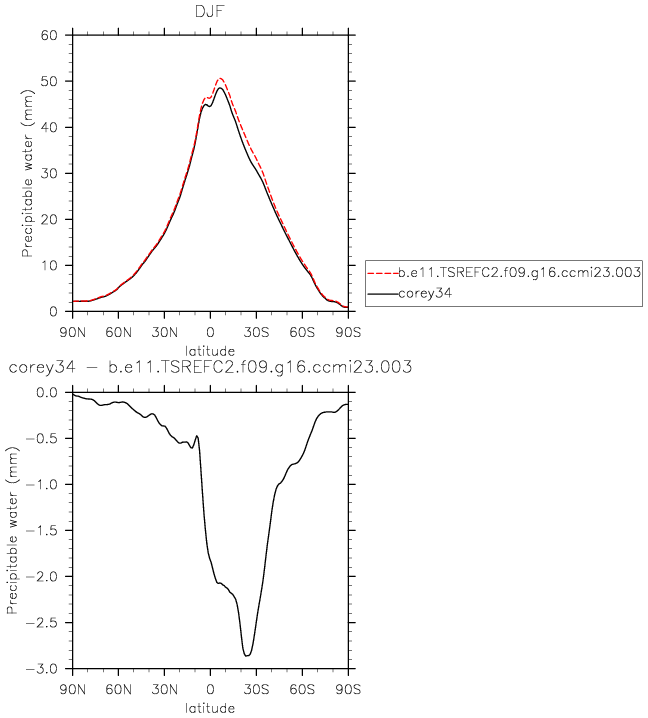 DJF
60
50
40
30
20
10
0
Precipitable water (mm)
90N 60N 30N 0 30S 60S 90S
latitude
b.e11.TSREFC2.f09.g16.ccmi23.003
corey34
corey34 − b.e11.TSREFC2.f09.g16.ccmi23.003
0.0
−0.5
−1.0
−1.5
−2.0
−2.5
−3.0
Precipitable water (mm)
90N 60N 30N 0 30S 60S 90S
latitude